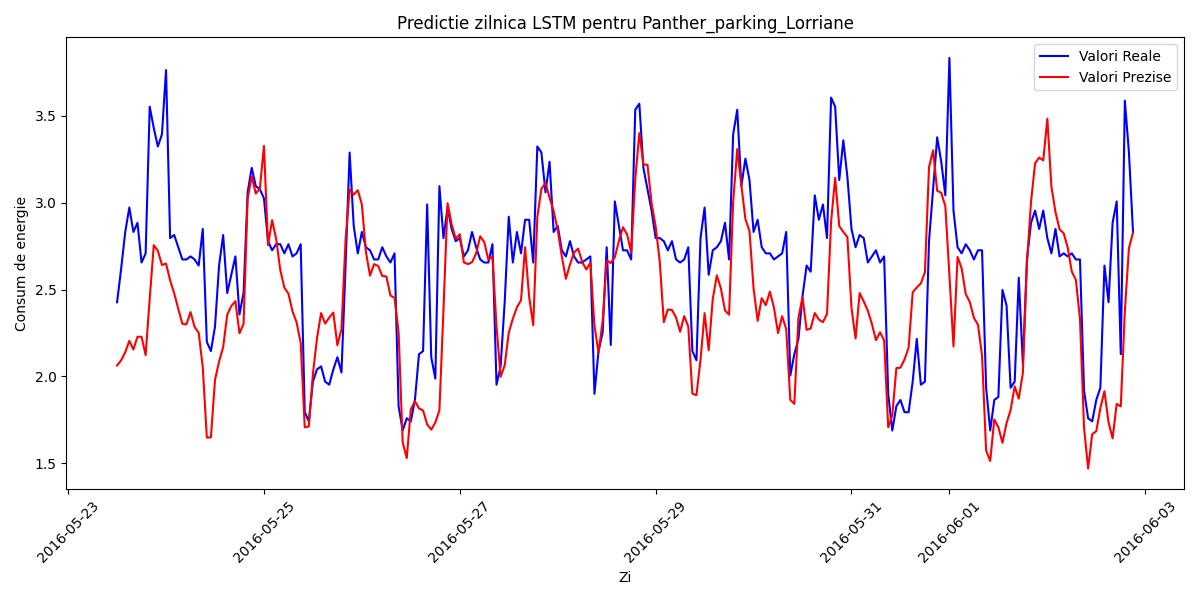 Predictie zilnica LSTM pentru Panther_parking_Lorriane
Valori Reale
Valori Prezise
Consum de energie
3.5
3.0
2.5
2.0
1.5
2016-05-23
2016-05-25
2016-05-27
2016-05-29
2016-05-31
2016-06-01
2016-06-03
Zi